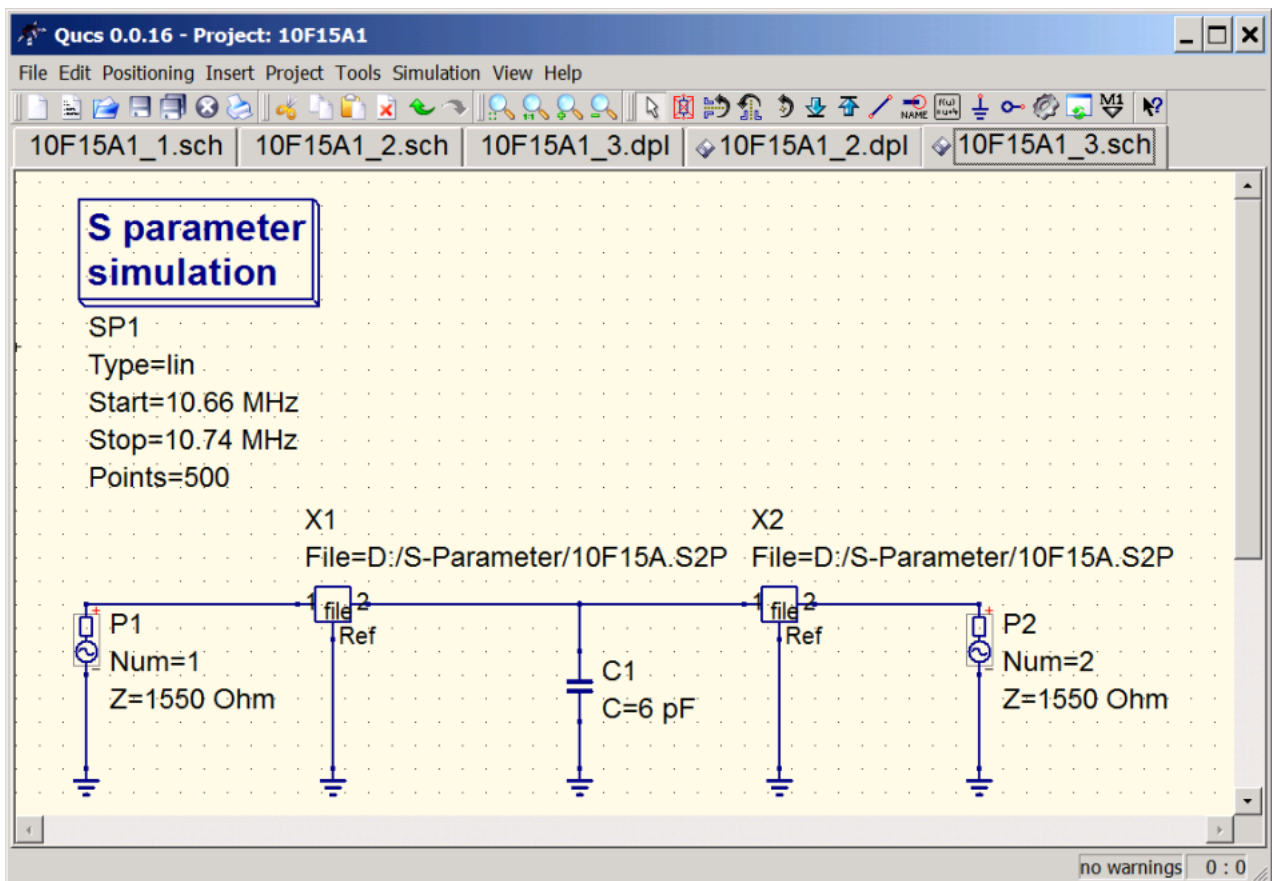 Qucs 0.0.16 - Project: 10F15A1
File Edit Positioning Insert Project Tools Simulation View Help
NAME
M1
10F15A1_1.sch 10F15A1_2.sch 10F15A1_3.dpl 10F15A1_2.dpl 10F15A1_3.sch
S parameter
simulation
SP1
Type=lin
Start=10.66 MHz
Stop=10.74 MHz
Points=500
X1 X2
File=D:/S-Parameter/10F15A.S2P File=D:/S-Parameter/10F15A.S2P
1 file 2 1 file 2
P1 Ref Ref P2
Num=1 C1 Num=2
Z=1550 Ohm C=6 pF Z=1550 Ohm
no warnings 0 : 0